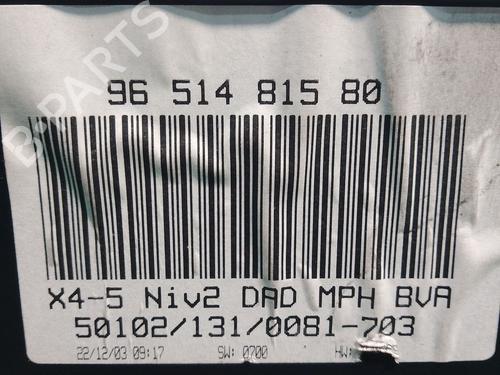 B-PARTS
96 514 815 80
X4-5 Niv2 DAD MPH BVA
50102/131/0081-703
22/12/03 09:17 SW: 0700 HW: